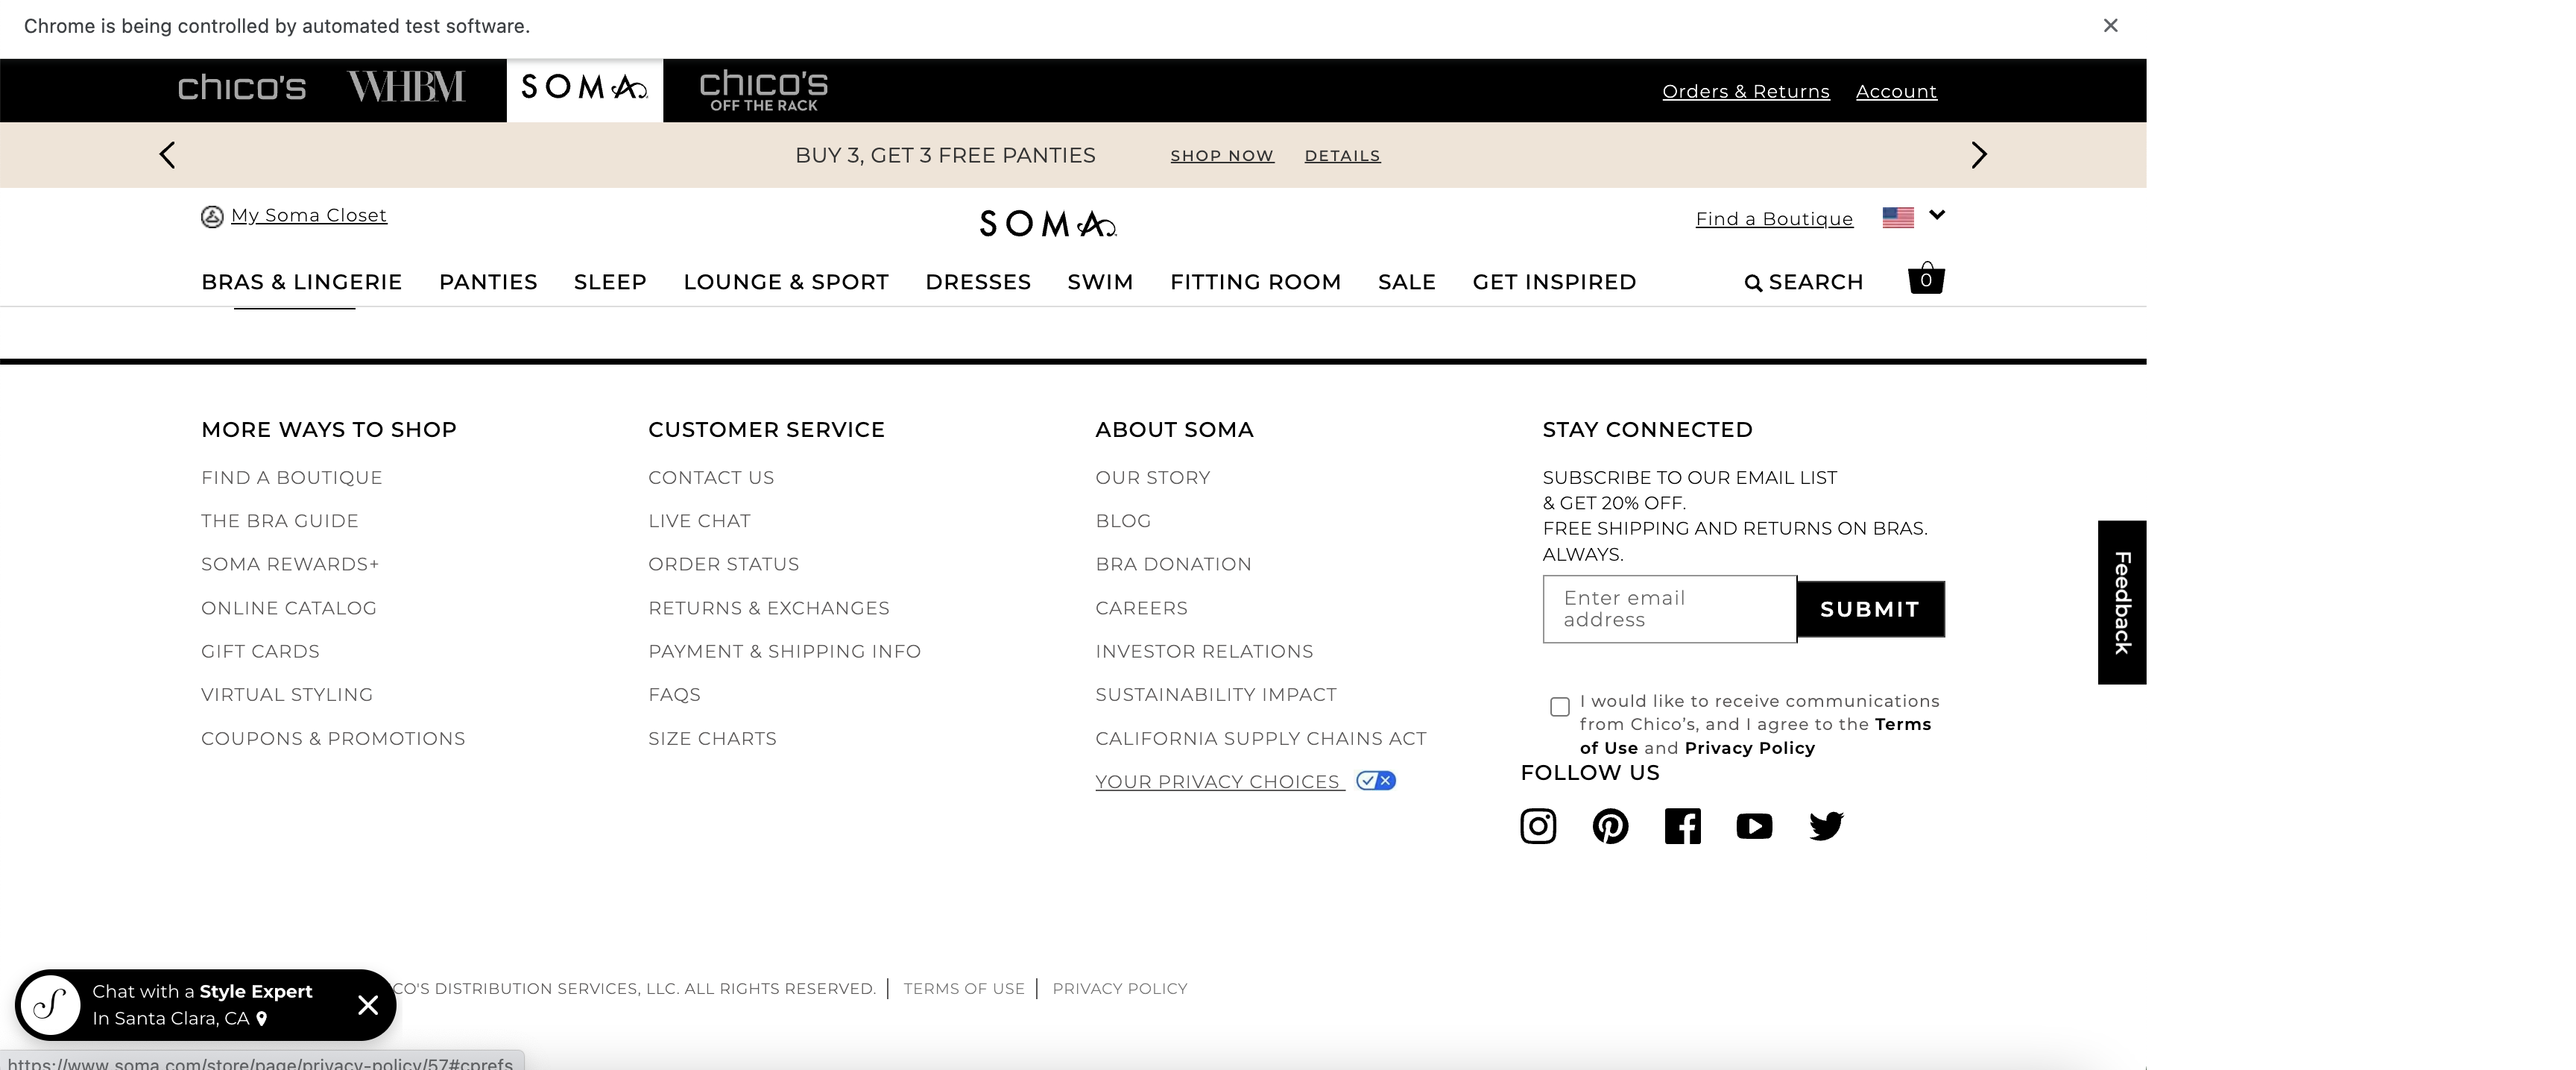 Chrome is being controlled by automated test software.
chico's WHBM SOMA chico's OFF THE RACK
Orders & Returns Account
BUY 3, GET 3 FREE PANTIES SHOP NOW DETAILS
My Soma Closet
SOMA
Find a Boutique
BRAS & LINGERIE PANTIES SLEEP LOUNGE & SPORT DRESSES SWIM FITTING ROOM SALE GET INSPIRED SEARCH 0
MORE WAYS TO SHOP
FIND A BOUTIQUE
THE BRA GUIDE
SOMA REWARDS+
ONLINE CATALOG
GIFT CARDS
VIRTUAL STYLING
COUPONS & PROMOTIONS
CUSTOMER SERVICE
CONTACT US
LIVE CHAT
ORDER STATUS
RETURNS & EXCHANGES
PAYMENT & SHIPPING INFO
FAQS
SIZE CHARTS
ABOUT SOMA
OUR STORY
BLOG
BRA DONATION
CAREERS
INVESTOR RELATIONS
SUSTAINABILITY IMPACT
CALIFORNIA SUPPLY CHAINS ACT
YOUR PRIVACY CHOICES
STAY CONNECTED
SUBSCRIBE TO OUR EMAIL LIST
& GET 20% OFF.
FREE SHIPPING AND RETURNS ON BRAS.
ALWAYS.
Enter email
address
SUBMIT
I would like to receive communications
from Chico's, and I agree to the Terms
of Use and Privacy Policy
FOLLOW US
Feedback
Chat with a Style Expert
In Santa Clara, CA
CO'S DISTRIBUTION SERVICES, LLC. ALL RIGHTS RESERVED. TERMS OF USE PRIVACY POLICY
https://www.soma.com/store/page/privacy-policy/57#cprefs